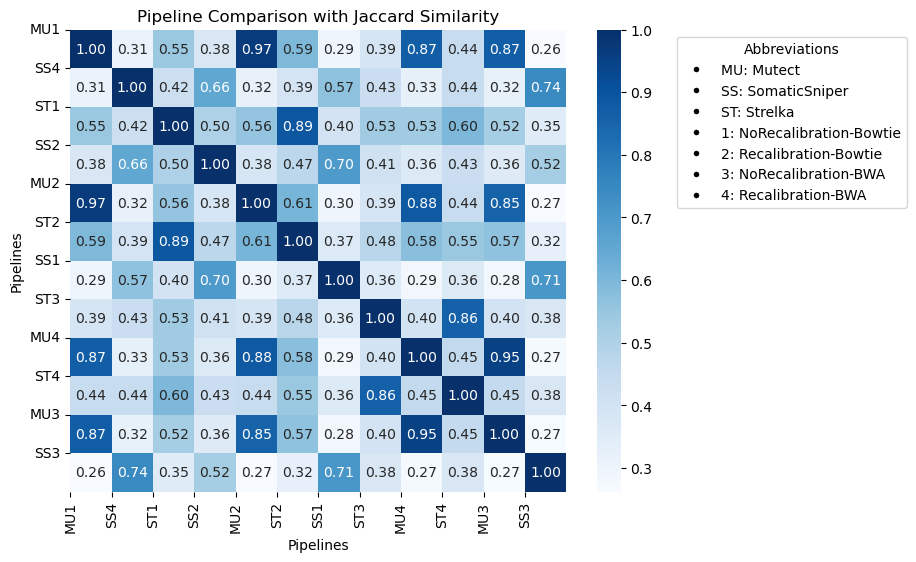 Pipeline Comparison with Jaccard Similarity
Pipelines
MU1 1.00 0.31 0.55 0.38 0.97 0.59 0.29 0.39 0.87 0.44 0.87 0.26
SS4 0.31 1.00 0.42 0.66 0.32 0.39 0.57 0.43 0.33 0.44 0.32 0.74
ST1 0.55 0.42 1.00 0.50 0.56 0.89 0.40 0.53 0.53 0.60 0.52 0.35
SS2 0.38 0.66 0.50 1.00 0.38 0.47 0.70 0.41 0.36 0.43 0.36 0.52
MU2 0.97 0.32 0.56 0.38 1.00 0.61 0.30 0.39 0.88 0.44 0.85 0.27
ST2 0.59 0.39 0.89 0.47 0.61 1.00 0.37 0.48 0.58 0.55 0.57 0.32
SS1 0.29 0.57 0.40 0.70 0.30 0.37 1.00 0.36 0.29 0.36 0.28 0.71
ST3 0.39 0.43 0.53 0.41 0.39 0.48 0.36 1.00 0.40 0.86 0.40 0.38
MU4 0.87 0.33 0.53 0.36 0.88 0.58 0.29 0.40 1.00 0.45 0.95 0.27
ST4 0.44 0.44 0.60 0.43 0.44 0.55 0.36 0.86 0.45 1.00 0.45 0.38
MU3 0.87 0.32 0.52 0.36 0.85 0.57 0.28 0.40 0.95 0.45 1.00 0.27
SS3 0.26 0.74 0.35 0.52 0.27 0.32 0.71 0.38 0.27 0.38 0.27 1.00
MU1 SS4 ST1 SS2 MU2 ST2 SS1 ST3 MU4 ST4 MU3 SS3
Pipelines
1.0
0.9
0.8
0.7
0.6
0.5
0.4
0.3
Abbreviations
MU: Mutect
SS: SomaticSniper
ST: Strelka
1: NoRecalibration-Bowtie
2: Recalibration-Bowtie
3: NoRecalibration-BWA
4: Recalibration-BWA